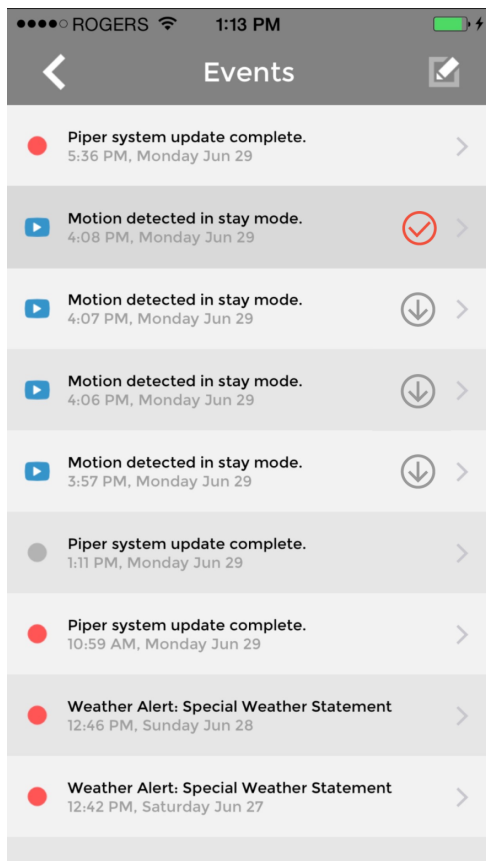 ROGERS 1:13 PM
Events
Piper system update complete.
5:36 PM, Monday Jun 29
Motion detected in stay mode.
4:08 PM, Monday Jun 29
Motion detected in stay mode.
4:07 PM, Monday Jun 29
Motion detected in stay mode.
4:06 PM, Monday Jun 29
Motion detected in stay mode.
3:57 PM, Monday Jun 29
Piper system update complete.
1:11 PM, Monday Jun 29
Piper system update complete.
10:59 AM, Monday Jun 29
Weather Alert: Special Weather Statement
12:46 PM, Sunday Jun 28
Weather Alert: Special Weather Statement
12:42 PM, Saturday Jun 27